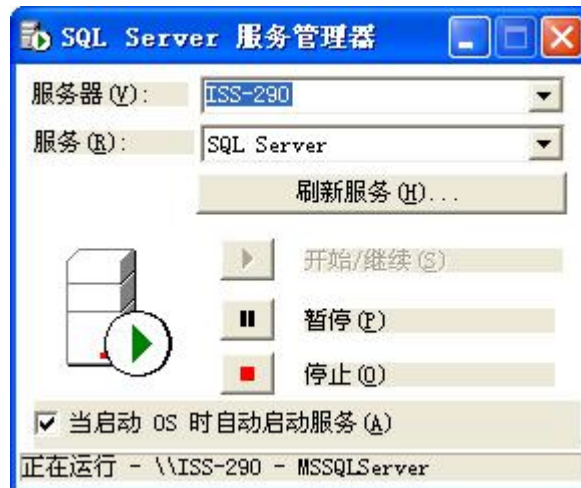 SQL Server 服务管理器
服务器(V): ISS-290
服务(R): SQL Server
刷新服务(H)...
开始/继续(S)
暂停(P)
停止(O)
当启动 OS 时自动启动服务(A)
正在运行 - \\ISS-290 - MSSQLServer